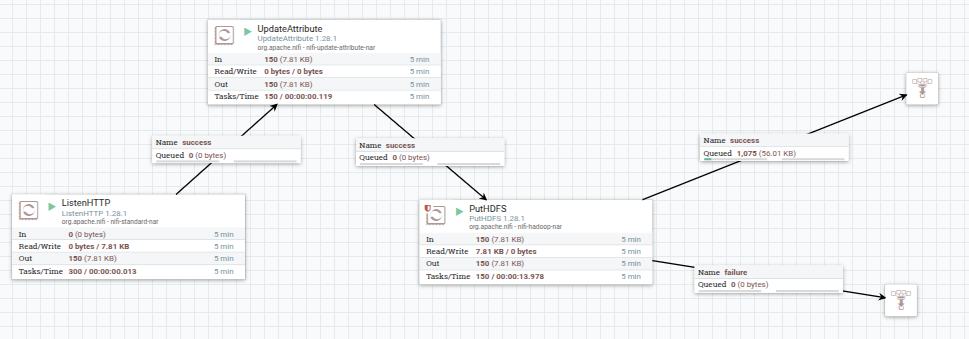 UpdateAttribute
UpdateAttribute 1.28.1
org.apache.nifi - nifi-update-attribute-nar
In 150 (7.81 KB) 5 min
Read/Write 0 bytes / 0 bytes 5 min
Out 150 (7.81 KB) 5 min
Tasks/Time 150 / 00:00:00.119 5 min
Name success
Queued 0 (0 bytes)
Name success
Queued 0 (0 bytes)
Name success
Queued 1,075 (56.01 KB)
ListenHTTP
ListenHTTP 1.28.1
org.apache.nifi - nifi-standard-nar
In 0 (0 bytes) 5 min
Read/Write 0 bytes / 7.81 KB 5 min
Out 150 (7.81 KB) 5 min
Tasks/Time 300 / 00:00:00.013 5 min
PutHDFS
PutHDFS 1.28.1
org.apache.nifi - nifi-hadoop-nar
In 150 (7.81 KB) 5 min
Read/Write 7.81 KB / 0 bytes 5 min
Out 150 (7.81 KB) 5 min
Tasks/Time 150 / 00:00:13.978 5 min
Name failure
Queued 0 (0 bytes)